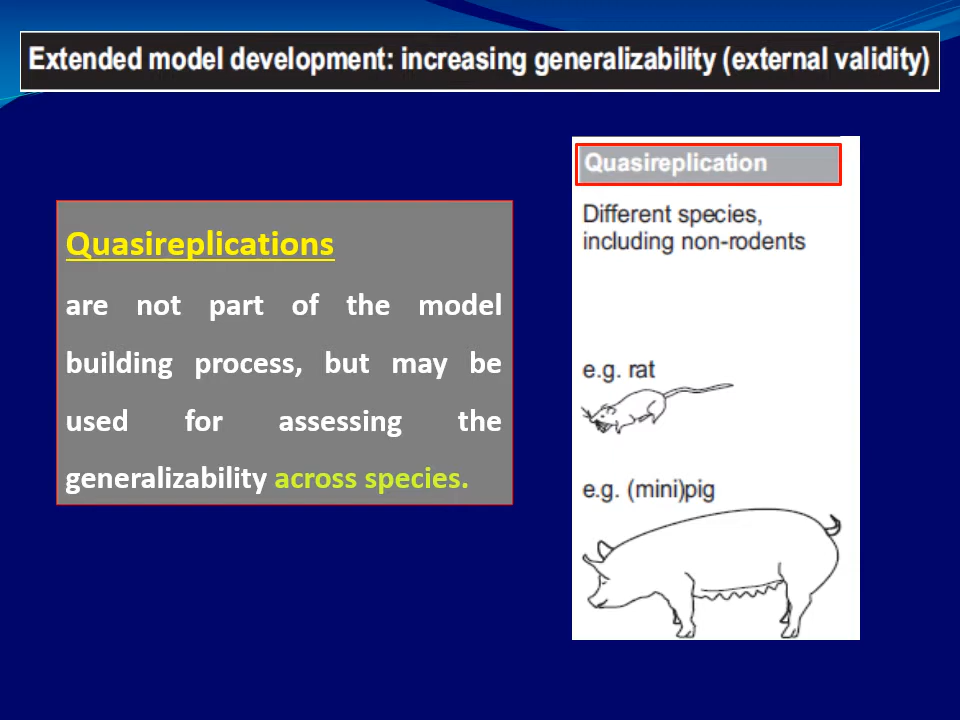 Extended model development: increasing generalizability (external validity)
Quasireplications
are not part of the model
building process, but may be
used for assessing the
generalizability across species.
Quasireplication
Different species,
including non-rodents
e.g. rat
e.g. (mini)pig